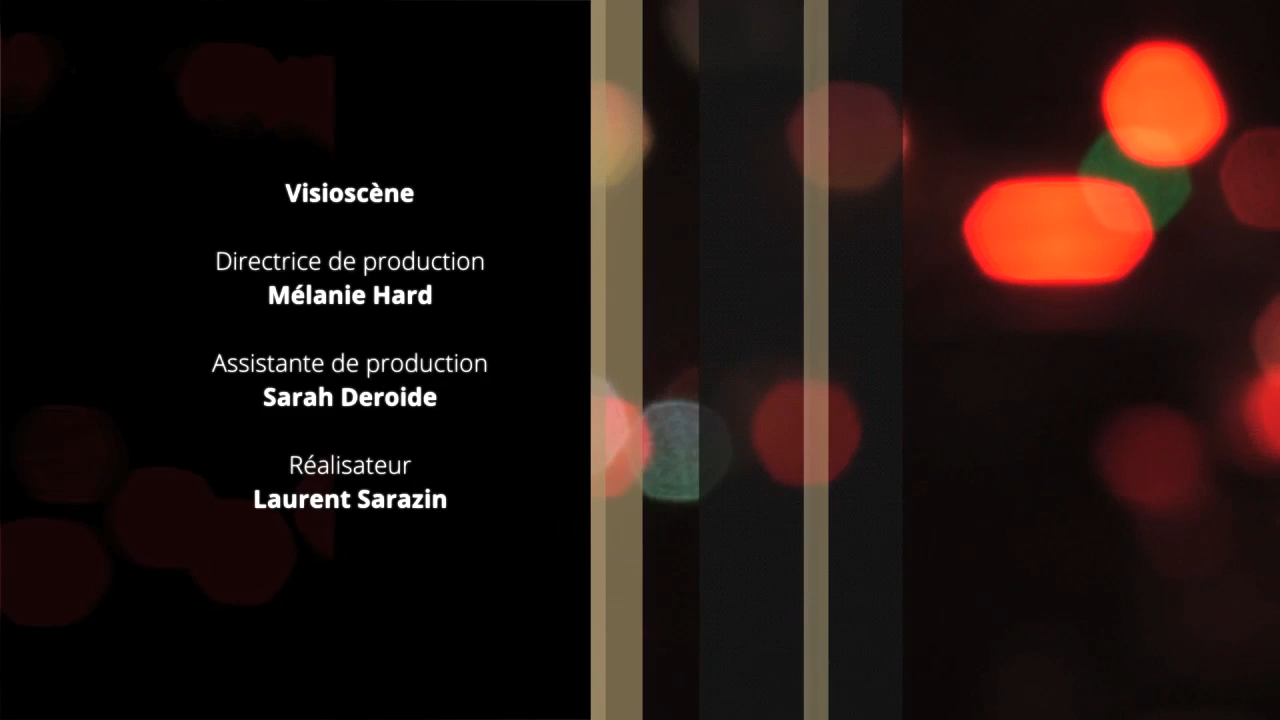 Visioscène
Directrice de production
Mélanie Hard
Assistante de production
Sarah Deroide
Réalisateur
Laurent Sarazin